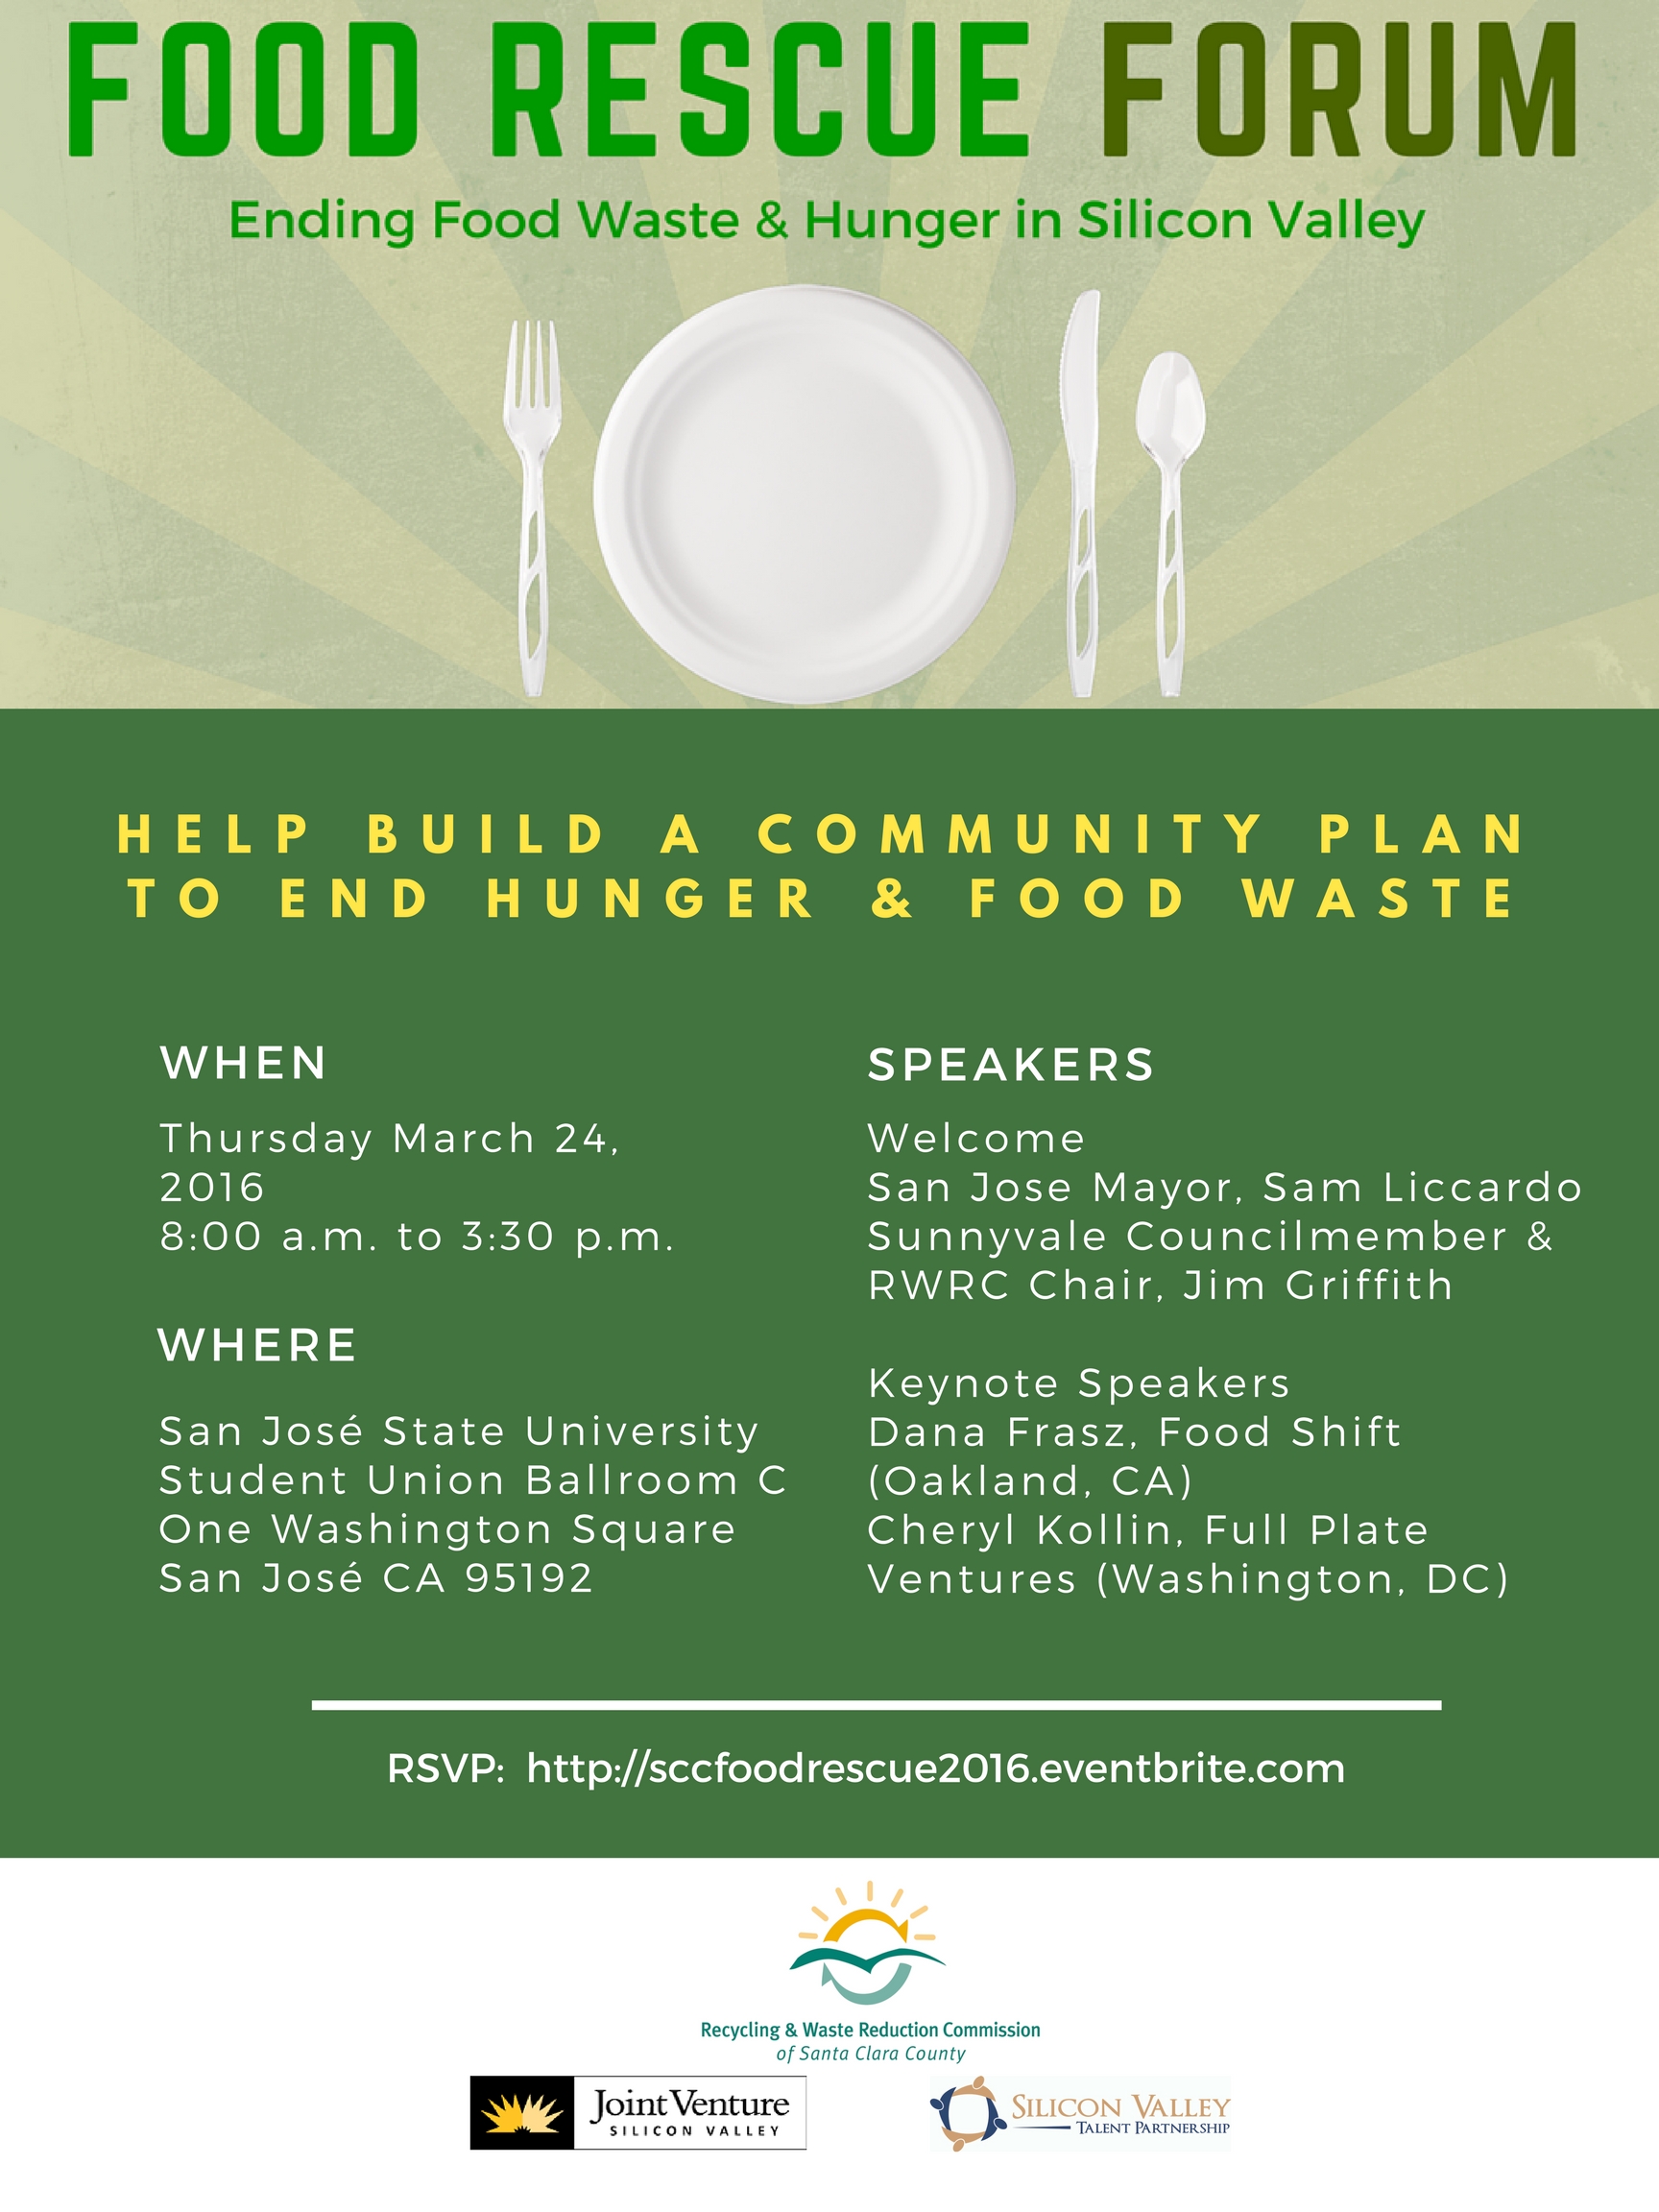 FOOD RESCUE FORUM
Ending Food Waste & Hunger in Silicon Valley
HELP BUILD A COMMUNITY PLAN
TO END HUNGER & FOOD WASTE
WHEN
Thursday March 24,
2016
8:00 a.m. to 3:30 p.m.
WHERE
San José State University
Student Union Ballroom C
One Washington Square
San José CA 95192
SPEAKERS
Welcome
San Jose Mayor, Sam Liccardo
Sunnyvale Councilmember &
RWRC Chair, Jim Griffith
Keynote Speakers
Dana Frasz, Food Shift
(Oakland, CA)
Cheryl Kollin, Full Plate
Ventures (Washington, DC)
RSVP: http://sccfoodrescue2016.eventbrite.com
Recycling & Waste Reduction Commission
of Santa Clara County
Joint Venture
SILICON VALLEY
SILICON VALLEY
TALENT PARTNERSHIP